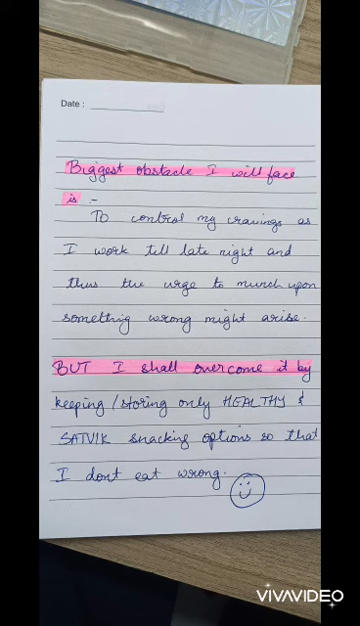 Date :
Biggest obstacle I will face
is :-
To control my cravings as
I work till late night and
thus the urge to munch upon
something wrong might arise.
BUT I shall overcome it by
keeping/storing only HEALTHY &
SATVIK snacking options so that
I dont eat wrong.
VIVAVIDEO